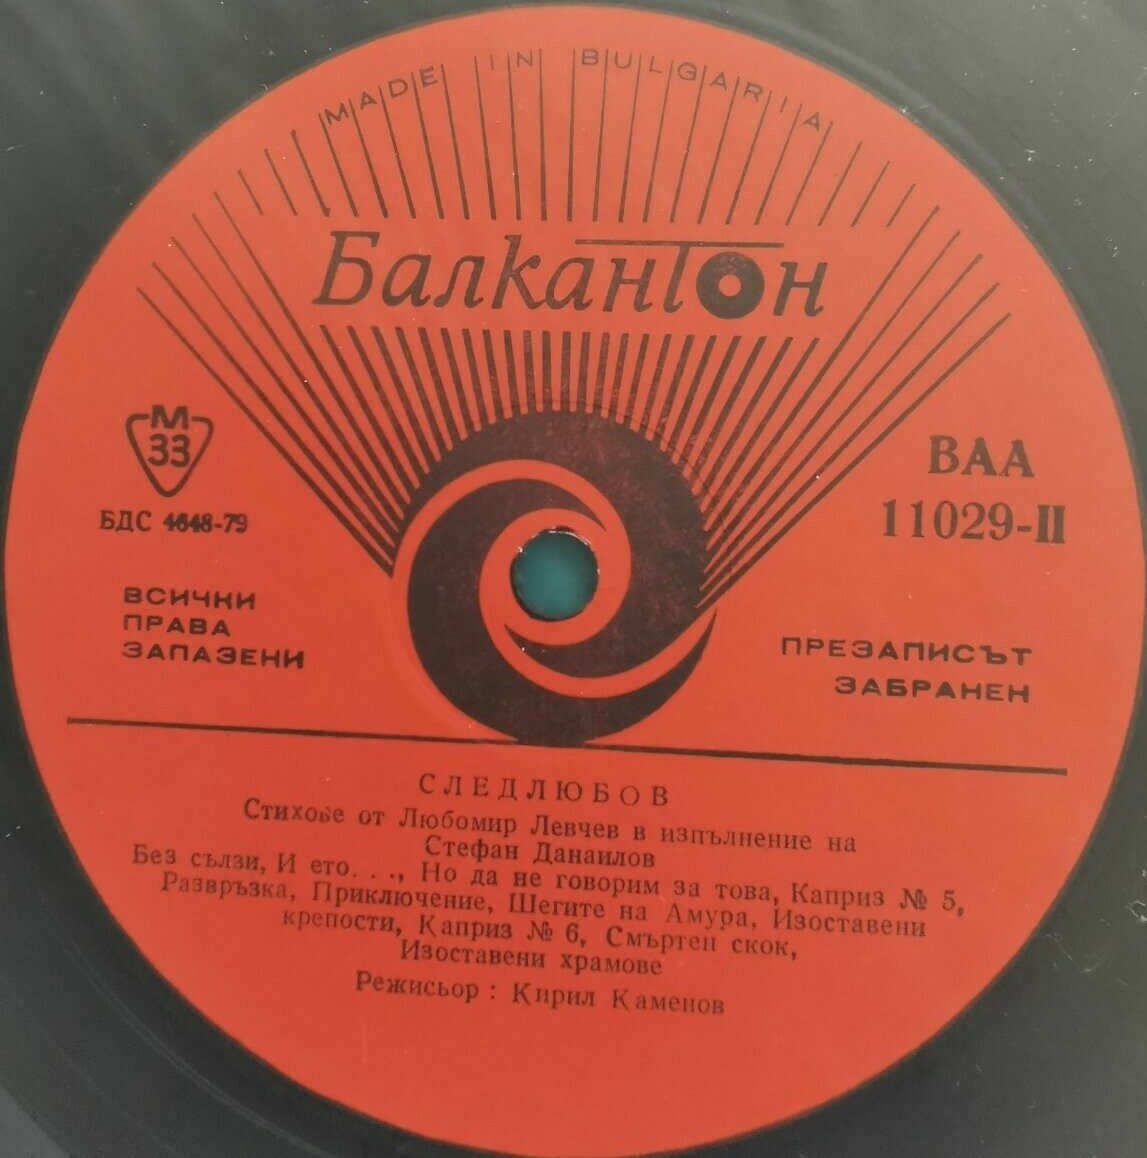 MADE IN BULGARIA
Балкантон
М
33
БДС 4648-79
ВАА
11029-II
ВСИЧКИ
ПРАВА
ЗАПАЗЕНИ
ПРЕЗАПИСЪТ
ЗАБРАНЕН
СЛЕДЛЮБОВ
Стихове от Любомир Левчев в изпълнение на
Стефан Данаилов
Без сълзи, И ето. . ., Но да не говорим за това, Каприз № 5,
Развръзка, Приключение, Шегите на Амура, Изоставени
крепости, Каприз № 6, Смъртен скок,
Изоставени храмове
Режисьор : Кирил Каменов